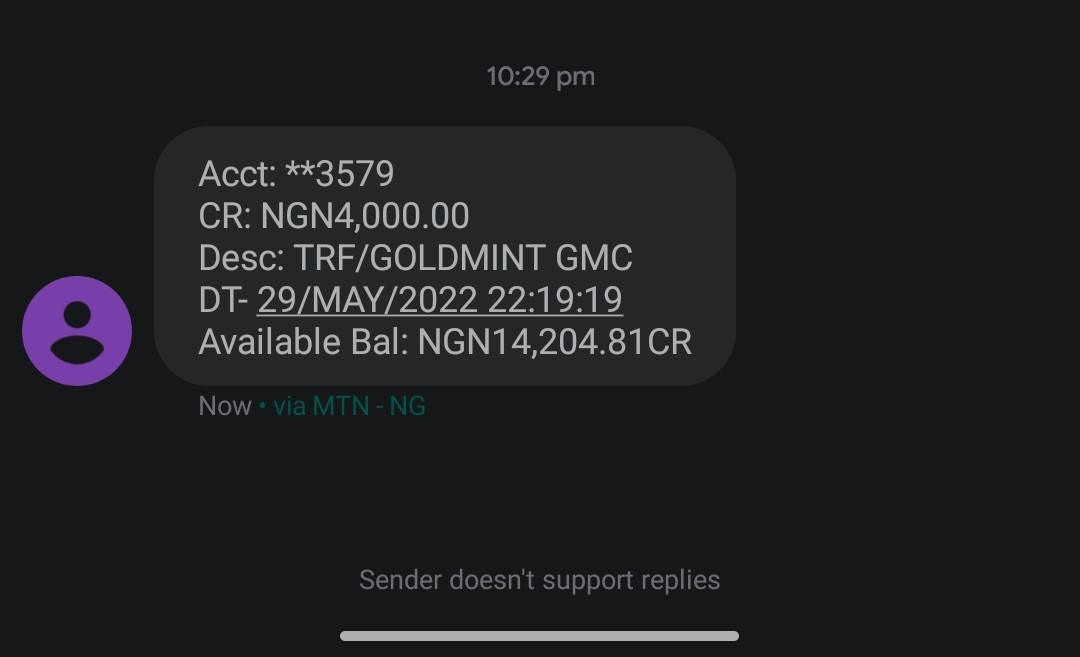 10:29 pm
Acct: **3579
CR: NGN4,000.00
Desc: TRF/GOLDMINT GMC
DT- 29/MAY/2022 22:19:19
Available Bal: NGN14,204.81CR
Now • via MTN - NG
Sender doesn't support replies